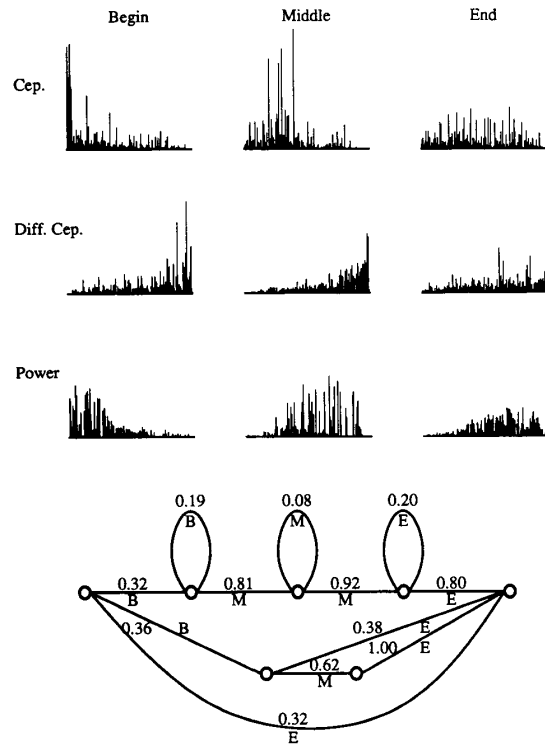 Begin Middle End
Cep.
Diff. Cep.
Power
0.19 0.08 0.20
B M E
0.32 0.81 0.92 0.80
B M M E
0.36 B 0.38 E
1.00 E
0.62
M
0.32
E